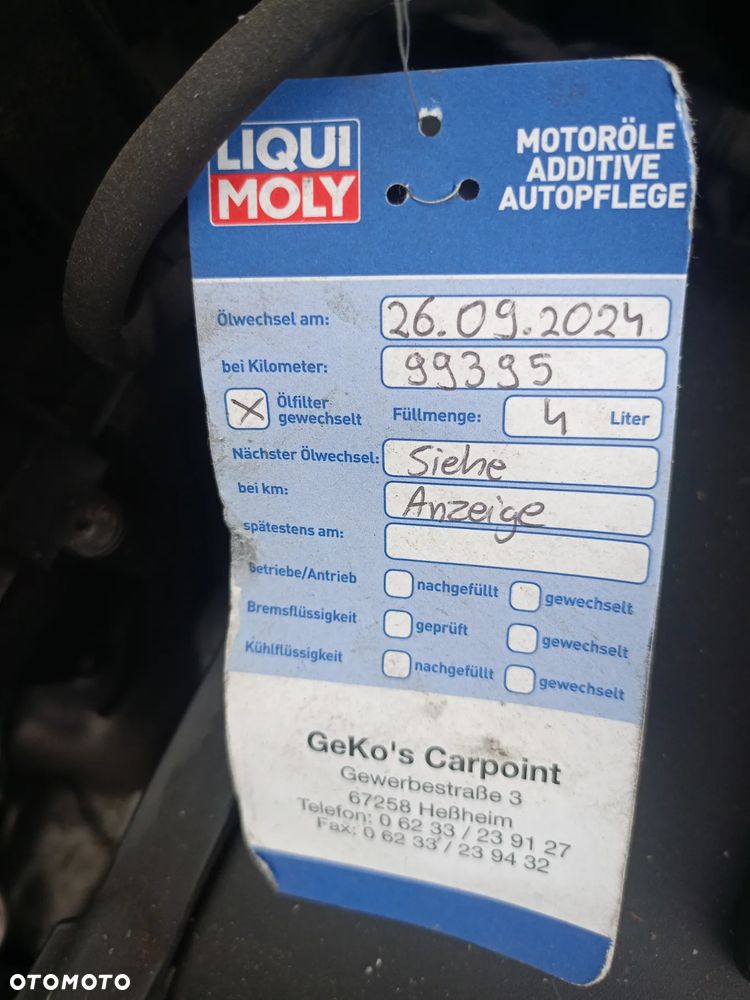 LIQUI
MOLY
MOTORÖLE
ADDITIVE
AUTOPFLEGE
Ölwechsel am: 26.09.2024
bei Kilometer: 99395
X Ölfilter gewechselt Füllmenge: 4 Liter
Nächster Ölwechsel: Siehe
bei km: Anzeige
spätestens am:
Betriebe/Antrieb nachgefüllt gewechselt
Bremsflüssigkeit geprüft gewechselt
Kühlflüssigkeit nachgefüllt gewechselt
GeKo's Carpoint
Gewerbestraße 3
67258 Heßheim
Telefon: 0 62 33 / 23 91 27
Fax: 0 62 33 / 23 94 32
OTOMOTO